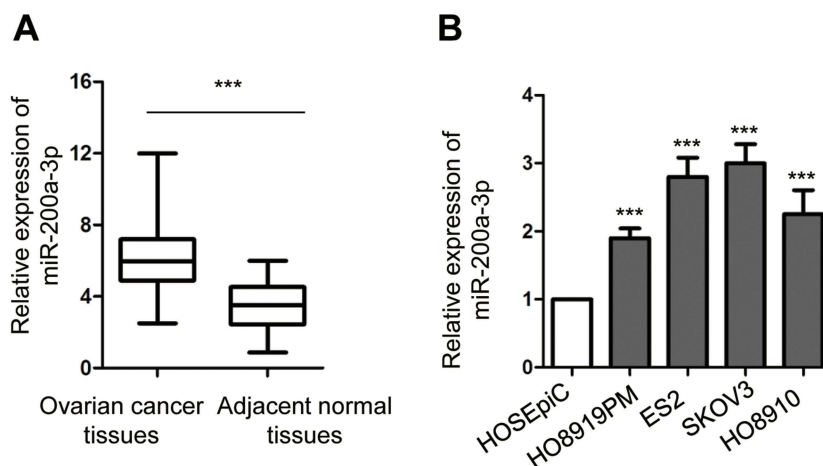 A
Relative expression of
miR-200a-3p
16
12
8
4
0
***
Ovarian cancer
tissues
Adjacent normal
tissues
B
Relative expression of
miR-200a-3p
4
3
2
1
0
***
***
***
***
HOSEpiC
HO8919PM
ES2
SKOV3
HO8910